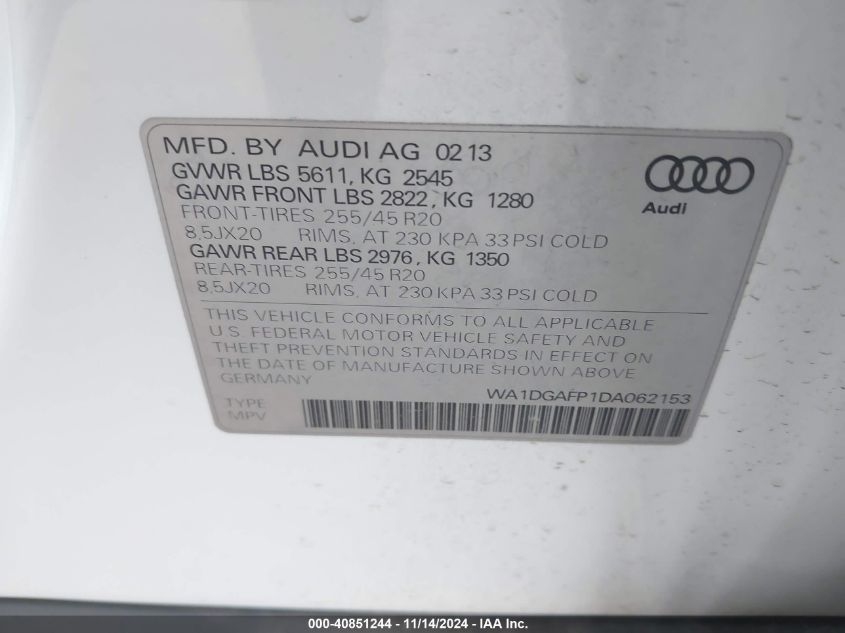 MFD. BY AUDI AG 02 13
GVWR LBS 5611, KG 2545
GAWR FRONT LBS 2822, KG 1280
FRONT-TIRES 255/45 R20
8,5JX20 RIMS, AT 230 KPA 33 PSI COLD
GAWR REAR LBS 2976, KG 1350
REAR-TIRES 255/45 R20
8,5JX20 RIMS, AT 230 KPA 33 PSI COLD
Audi
THIS VEHICLE CONFORMS TO ALL APPLICABLE
U.S. FEDERAL MOTOR VEHICLE SAFETY AND
THEFT PREVENTION STANDARDS IN EFFECT ON
THE DATE OF MANUFACTURE SHOWN ABOVE.
GERMANY
WA1DGAFP1DA062153
TYPE
MPV
000-40851244 - 11/14/2024 - IAA Inc.